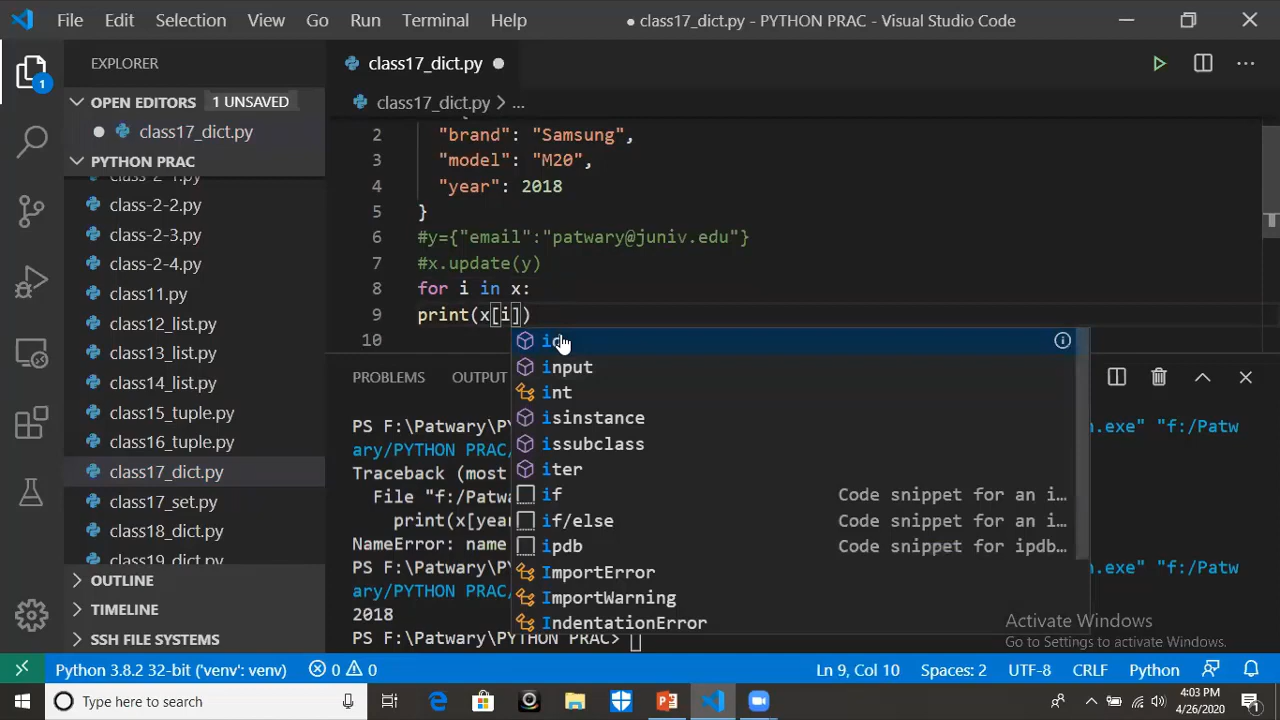 File Edit Selection View Go Run Terminal Help
● class17_dict.py - PYTHON PRAC - Visual Studio Code
EXPLORER
OPEN EDITORS 1 UNSAVED
class17_dict.py
PYTHON PRAC
class-2-1.py
class-2-2.py
class-2-3.py
class-2-4.py
class11.py
class12_list.py
class13_list.py
class14_list.py
class15_tuple.py
class16_tuple.py
class17_dict.py
class17_set.py
class18_dict.py
class19_dict.py
OUTLINE
TIMELINE
SSH FILE SYSTEMS
class17_dict.py
class17_dict.py > ...
2 "brand": "Samsung",
3 "model": "M20",
4 "year": 2018
5 }
6 #y={"email":"patwary@juniv.edu"}
7 #x.update(y)
8 for i in x:
9 print(x[i])
10
input
int
isinstance
issubclass
iter
if Code snippet for an i…
if/else Code snippet for an i…
ipdb Code snippet for ipdb…
ImportError
ImportWarning
IndentationError
PROBLEMS OUTPUT
PS F:\Patwary\PY n.exe" "f:/Patw
ary/PYTHON PRAC/
Traceback (most
File "f:/Patwa
print(x[year
NameError: name
PS F:\Patwary\PY n.exe" "f:/Patw
ary/PYTHON PRAC/
2018
PS F:\Patwary\PYTHON PRAC>
Activate Windows
Go to Settings to activate Windows.
Python 3.8.2 32-bit ('venv': venv) 0 0 Ln 9, Col 10 Spaces: 2 UTF-8 CRLF Python
Type here to search
4:03 PM
4/26/2020
1